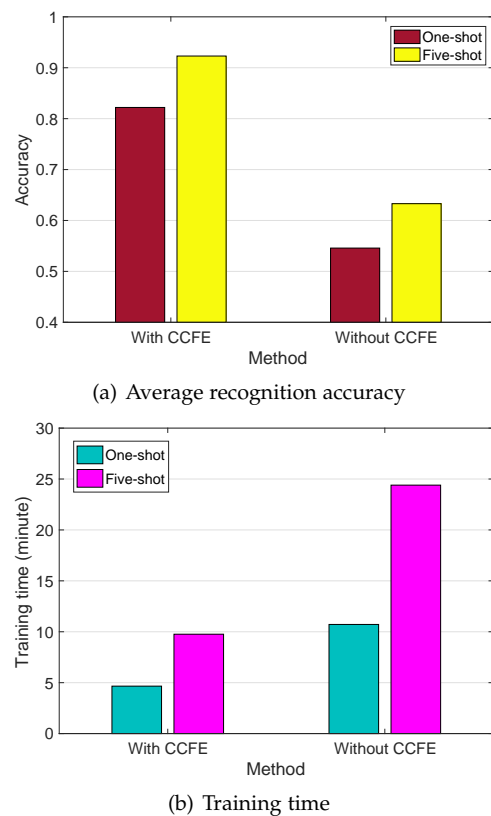 1
0.9
0.8
0.7
0.6
0.5
0.4
Accuracy
One-shot
Five-shot
With CCFE Without CCFE
Method
(a) Average recognition accuracy
30
25
20
15
10
5
0
Training time (minute)
One-shot
Five-shot
With CCFE Without CCFE
Method
(b) Training time